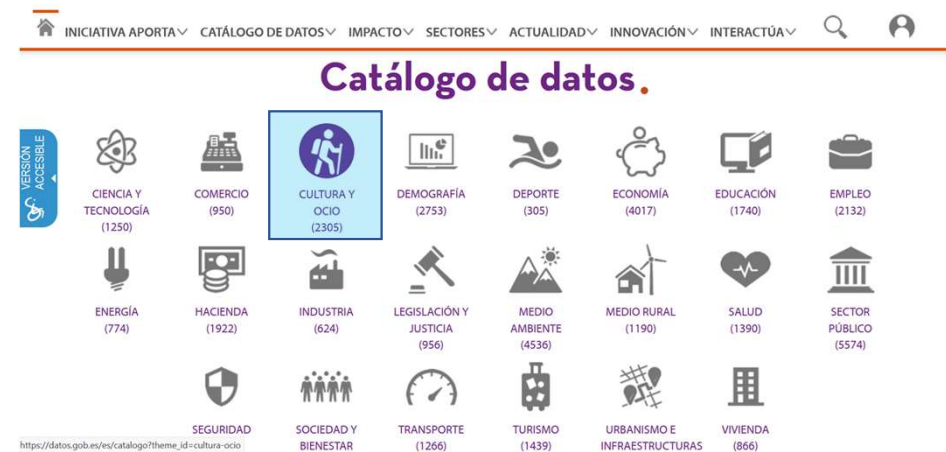 INICIATIVA APORTA CATÁLOGO DE DATOS IMPACTO SECTORES ACTUALIDAD INNOVACIÓN INTERACTÚA
Catálogo de datos.
VERSIÓN
ACCESIBLE
CIENCIA Y
TECNOLOGÍA
(1250)
COMERCIO
(950)
CULTURA Y
OCIO
(2305)
DEMOGRAFÍA
(2753)
DEPORTE
(305)
ECONOMÍA
(4017)
EDUCACIÓN
(1740)
EMPLEO
(2132)
ENERGÍA
(774)
HACIENDA
(1922)
INDUSTRIA
(624)
LEGISLACIÓN Y
JUSTICIA
(956)
MEDIO
AMBIENTE
(4536)
MEDIO RURAL
(1190)
SALUD
(1390)
SECTOR
PÚBLICO
(5574)
SEGURIDAD
SOCIEDAD Y
BIENESTAR
TRANSPORTE
(1266)
TURISMO
(1439)
URBANISMO E
INFRAESTRUCTURAS
VIVIENDA
(866)
https://datos.gob.es/es/catalogo?theme_id=cultura-ocio